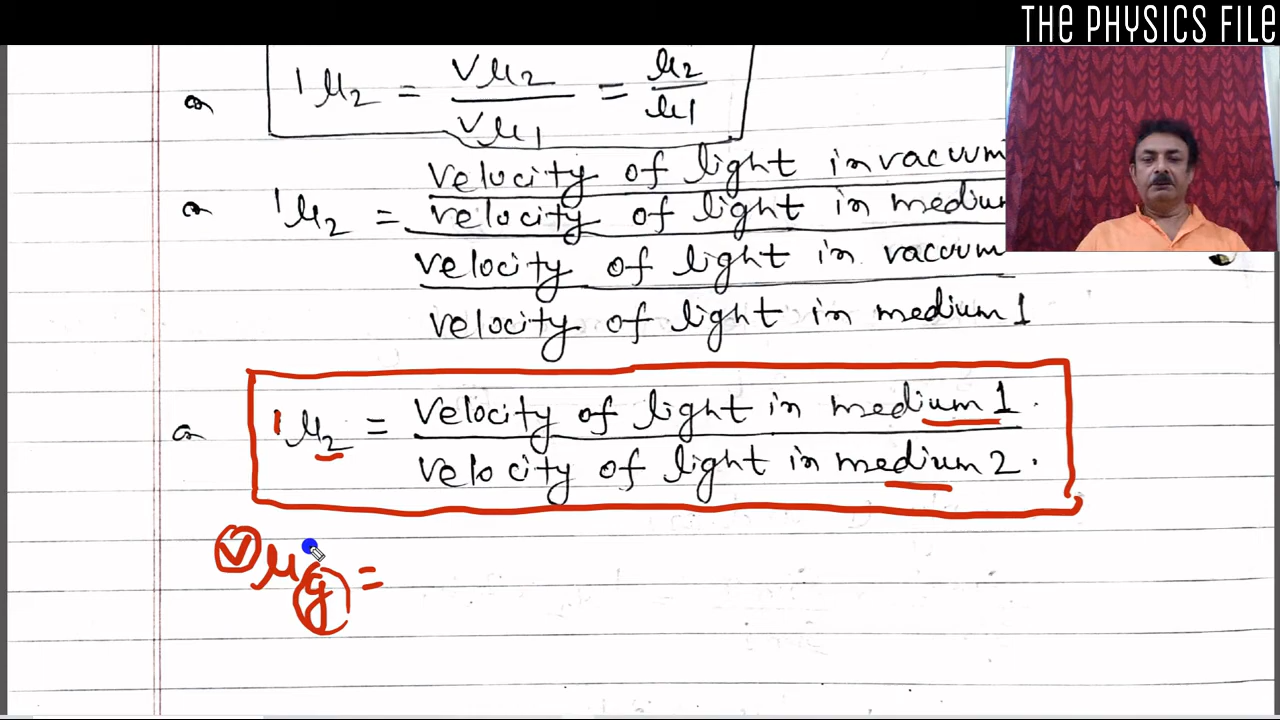 THE PHYSICS FILE
or ¹μ₂ = ᵛμ₂ / ᵛμ₁ = μ₂ / μ1
velocity of light in vacuum
or ¹μ₂ = velocity of light in medium
velocity of light in vacuum
velocity of light in medium 1
or ¹μ₂ = Velocity of light in medium 1 .
velocity of light in medium 2 .
ᵛμg =